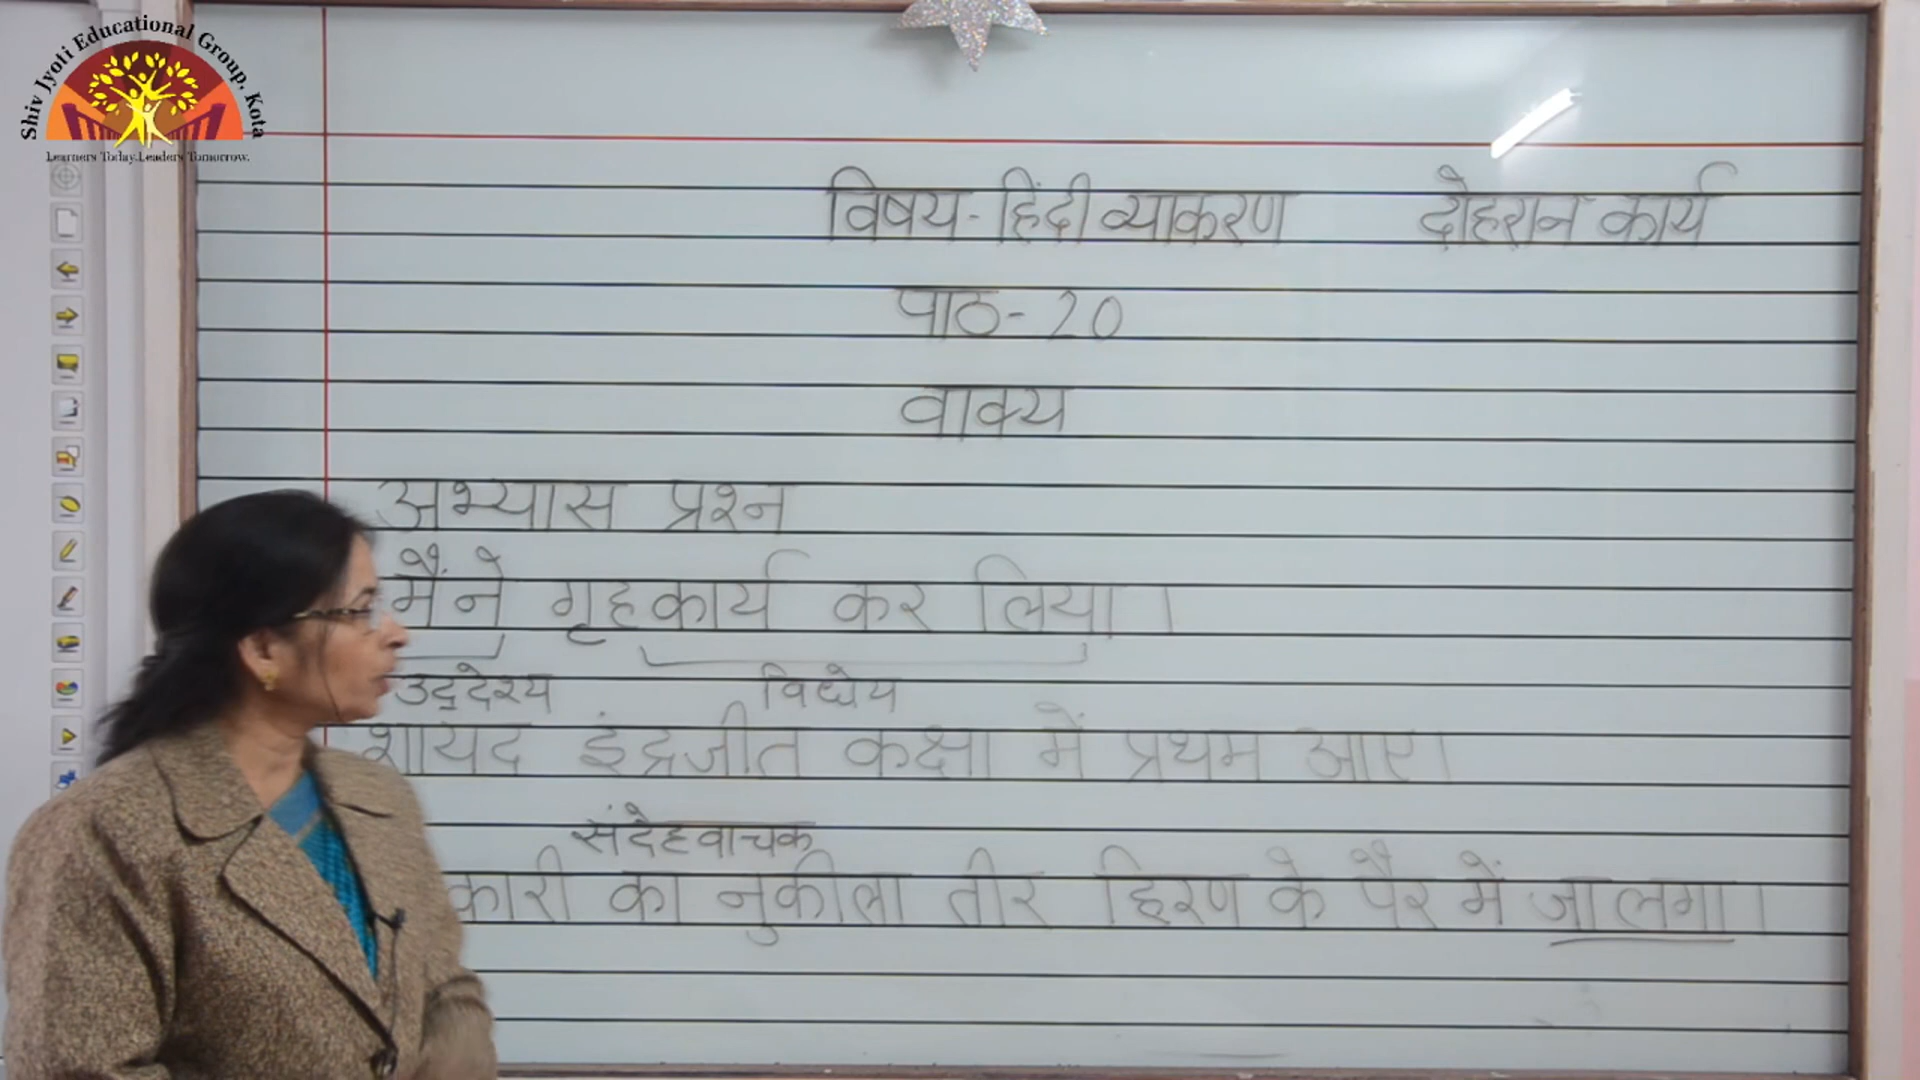 Shiv Jyoti Educational Group, Kota
Learners Today.Leaders Tomorrow.
विषय-हिंदी व्याकरण दोहरान कार्य
पाठ-20
वाक्य
अभ्यास प्रश्न
मैंने गृहकार्य कर लिया।
उद्देश्य विधेय
शायद इंद्रजीत कक्षा में प्रथम आए।
संदेहवाचक
कारी का नुकीला तीर हिरण के पैर में जा लगा।